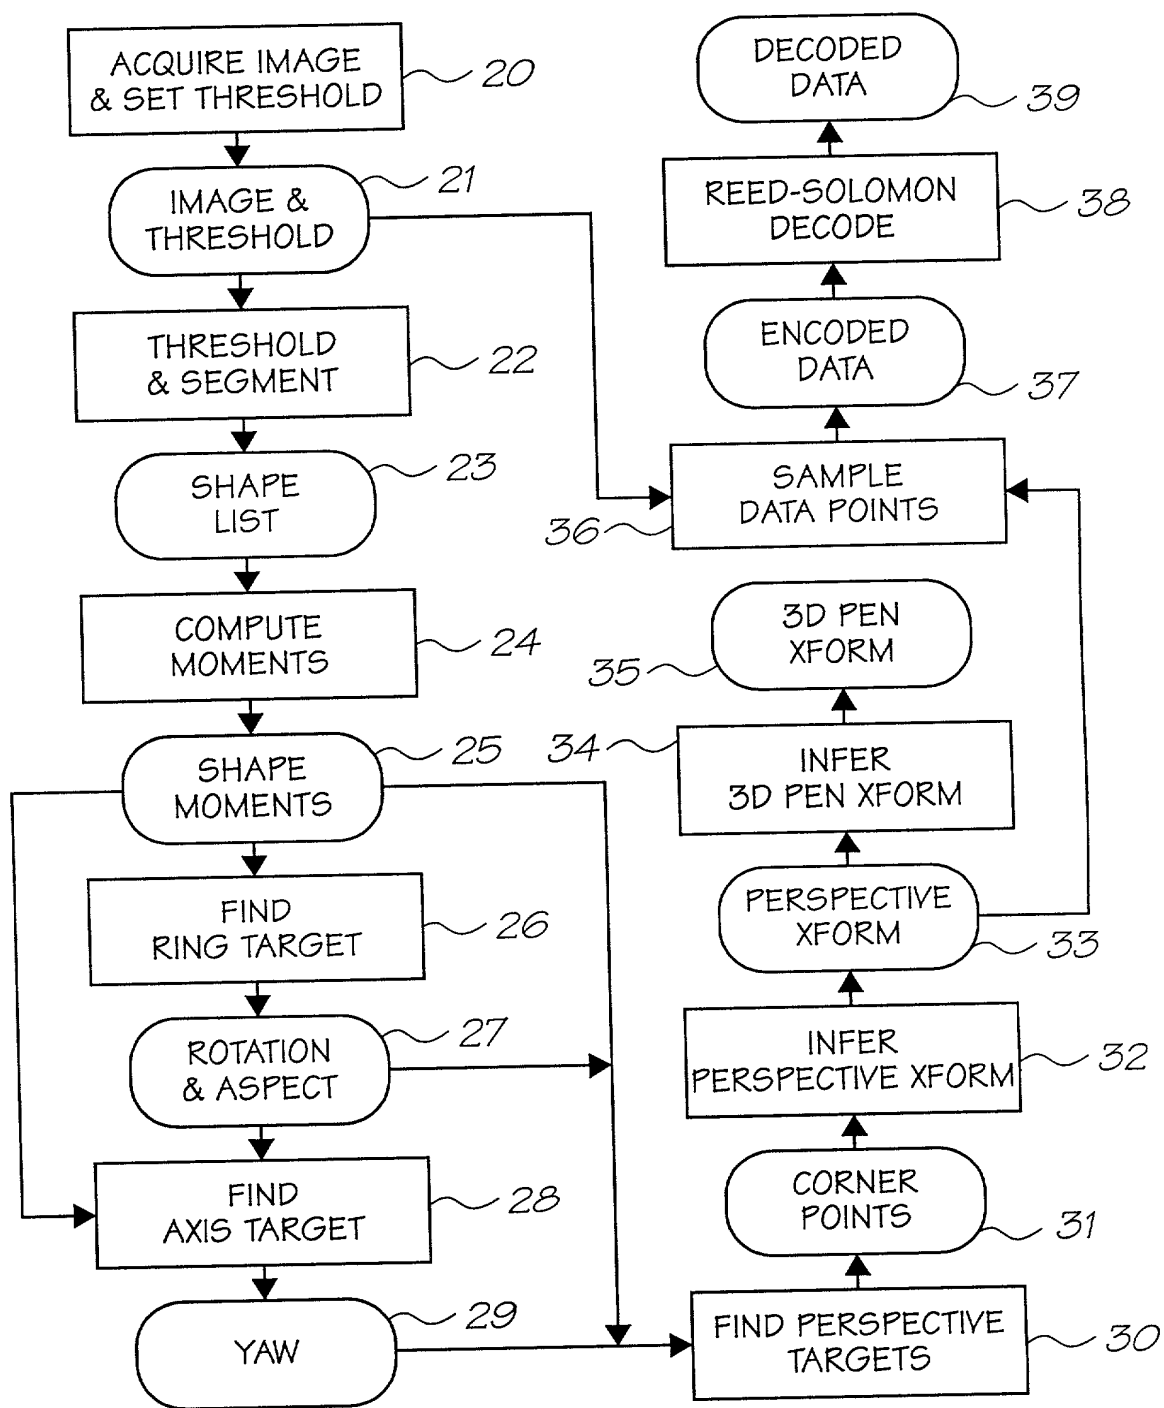 ACQUIRE IMAGE
& SET THRESHOLD
20
IMAGE &
THRESHOLD
21
THRESHOLD
& SEGMENT
22
SHAPE
LIST
23
COMPUTE
MOMENTS
24
SHAPE
MOMENTS
25
FIND
RING TARGET
26
ROTATION
& ASPECT
27
FIND
AXIS TARGET
28
YAW
29
DECODED
DATA
39
REED-SOLOMON
DECODE
38
ENCODED
DATA
37
SAMPLE
DATA POINTS
36
3D PEN
XFORM
35
INFER
3D PEN XFORM
34
PERSPECTIVE
XFORM
33
INFER
PERSPECTIVE XFORM
32
CORNER
POINTS
31
FIND PERSPECTIVE
TARGETS
30